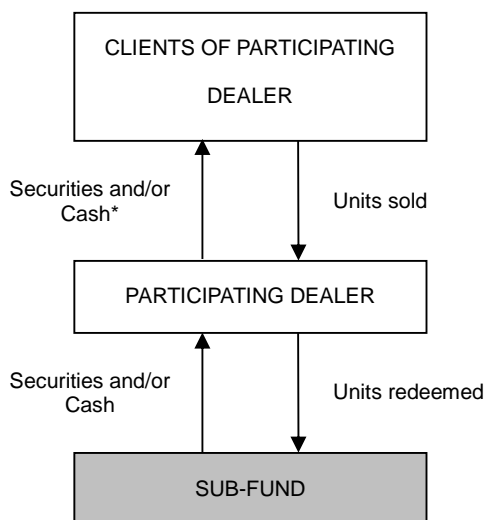 CLIENTS OF PARTICIPATING
DEALER
Securities and/or
Cash*
Units sold
PARTICIPATING DEALER
Securities and/or
Cash
Units redeemed
SUB-FUND